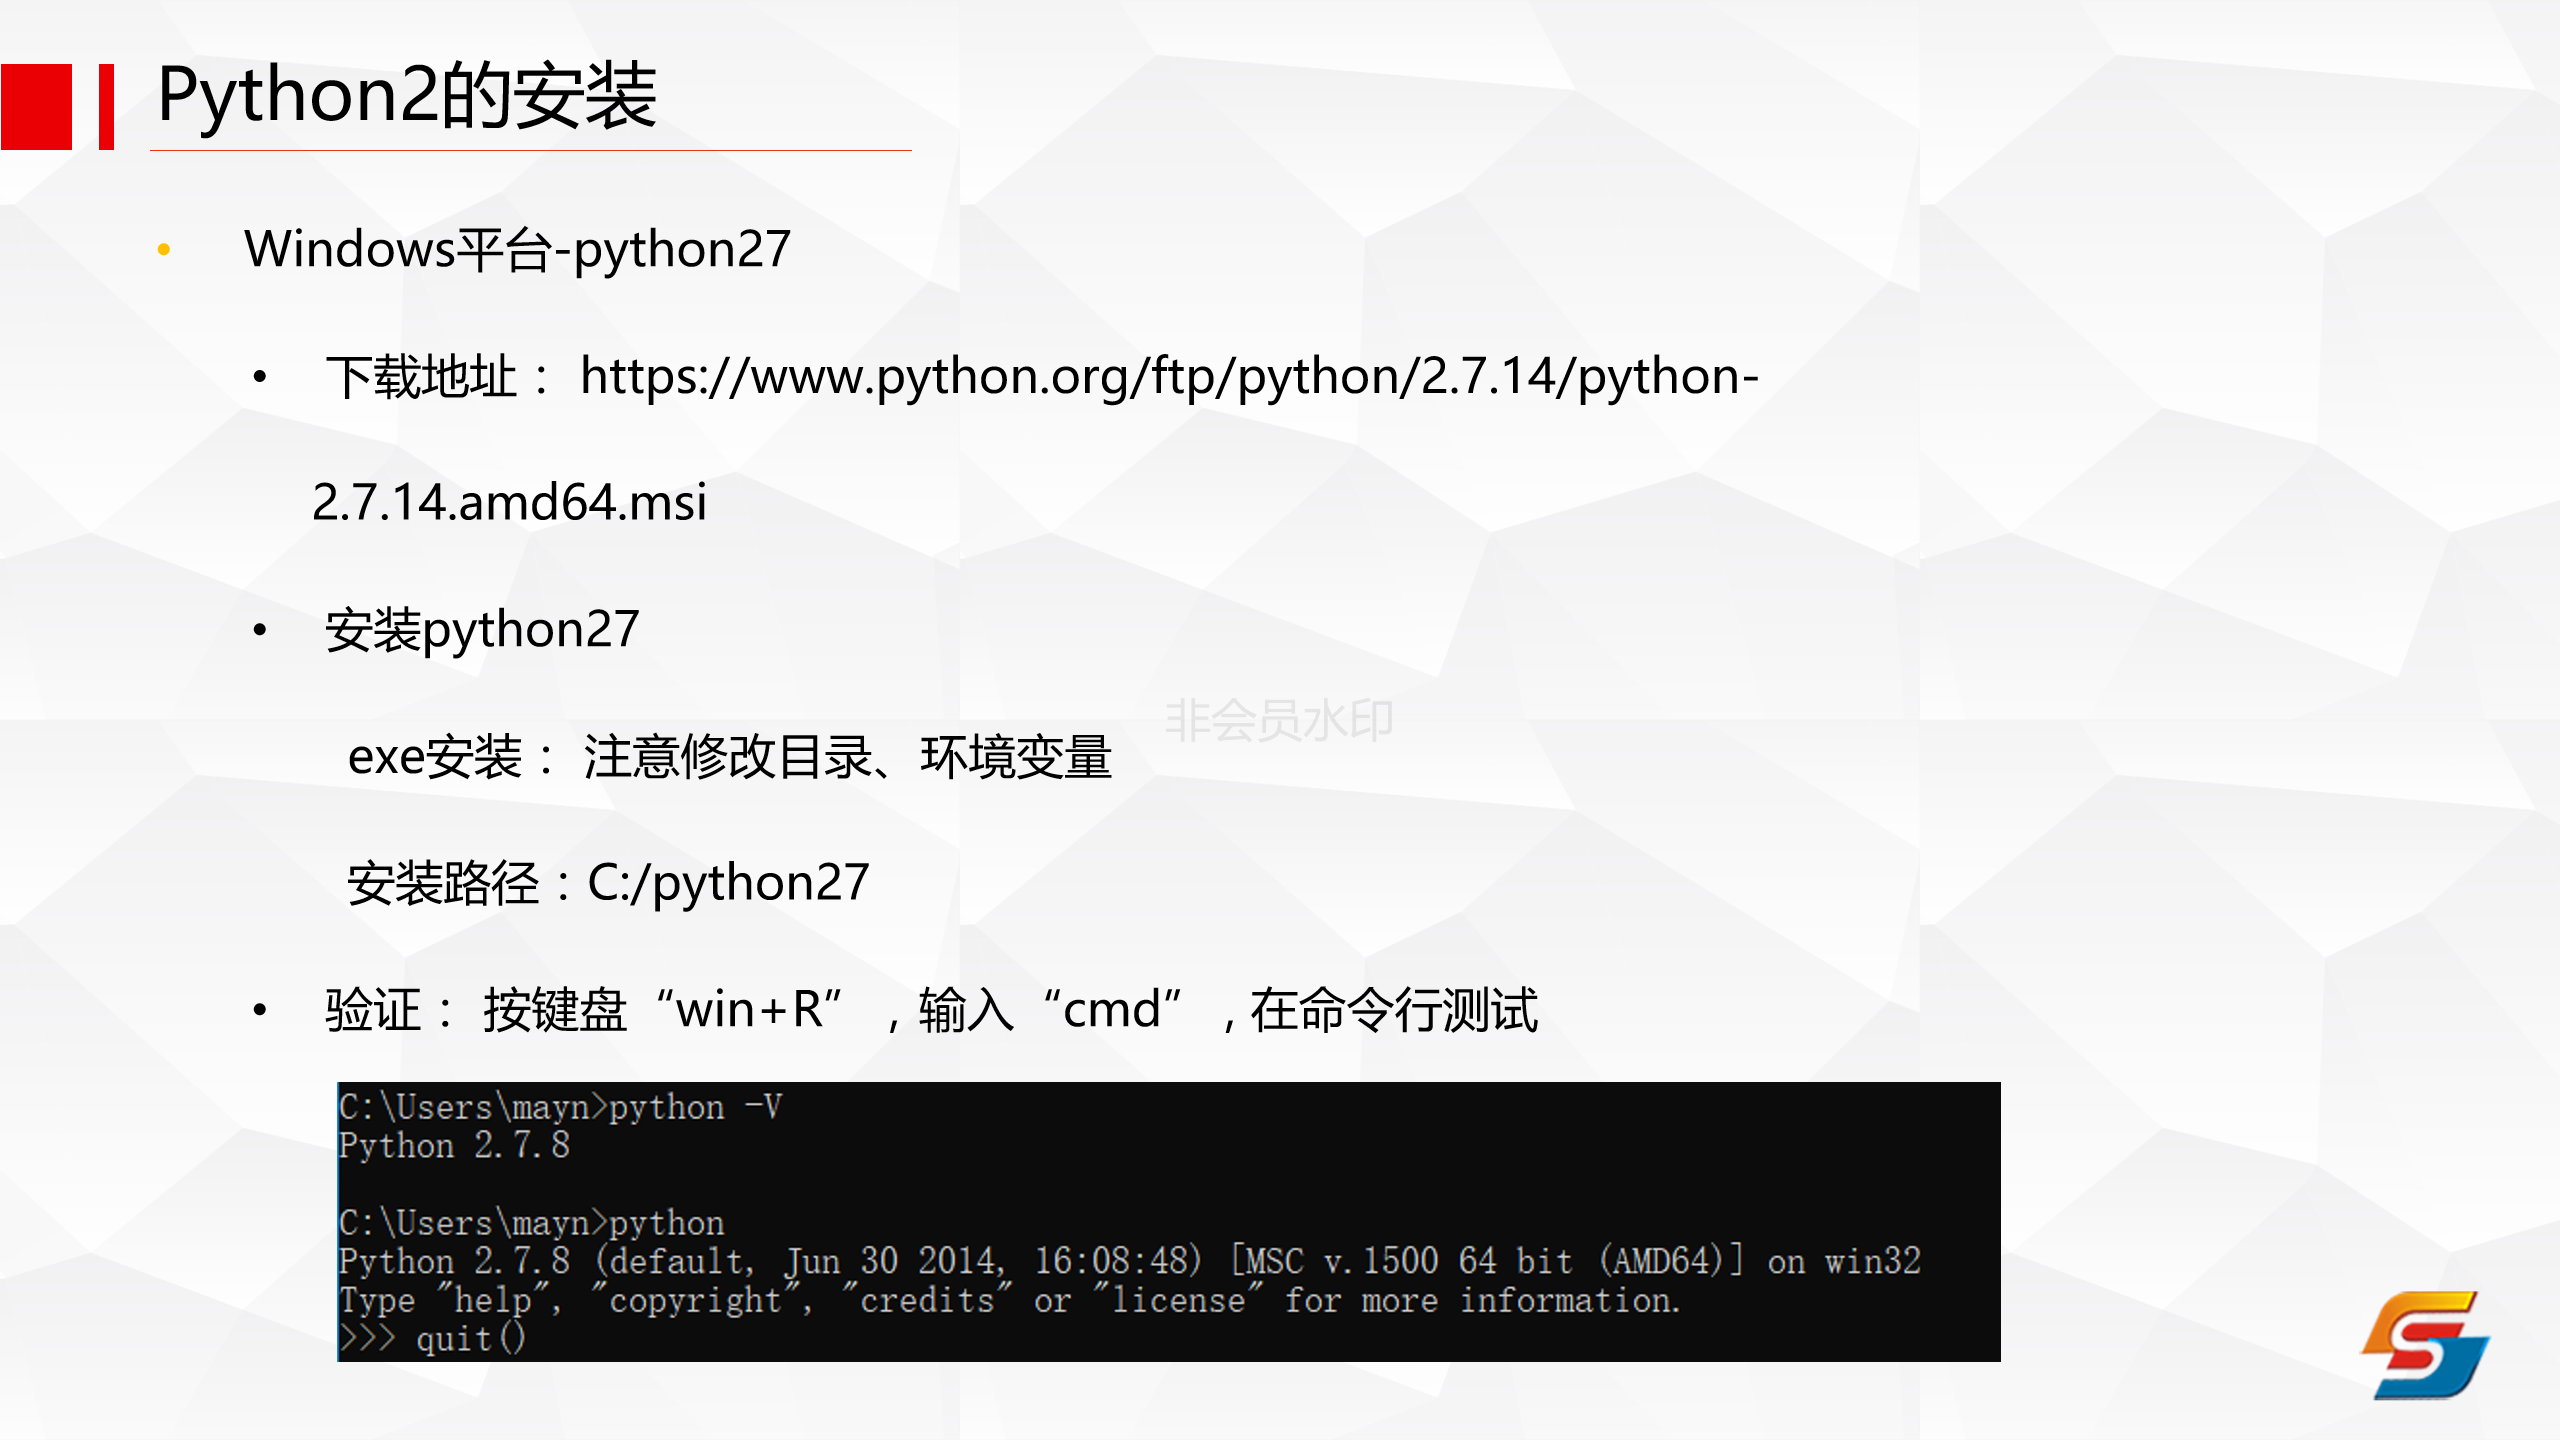 Python2的安装
• Windows平台-python27
• 下载地址： https://www.python.org/ftp/python/2.7.14/python-
2.7.14.amd64.msi
• 安装python27
非会员水印
exe安装： 注意修改目录、环境变量
安装路径：C:/python27
• 验证： 按键盘“win+R”，输入“cmd”，在命令行测试
C:\Users\mayn>python -V
Python 2.7.8
C:\Users\mayn>python
Python 2.7.8 (default, Jun 30 2014, 16:08:48) [MSC v.1500 64 bit (AMD64)] on win32
Type "help", "copyright", "credits" or "license" for more information.
>>> quit()